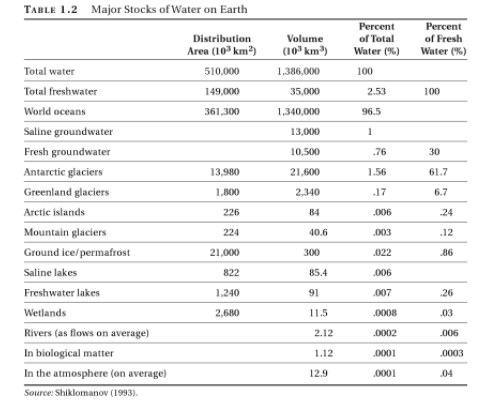 TABLE 1.2 Major Stocks of Water on Earth
Distribution Area (10³ km²) Volume (10³ km³) Percent of Total Water (%) Percent of Fresh Water (%)
Total water 510,000 1,386,000 100
Total freshwater 149,000 35,000 2.53 100
World oceans 361,300 1,340,000 96.5
Saline groundwater 13,000 1
Fresh groundwater 10,500 .76 30
Antarctic glaciers 13,980 21,600 1.56 61.7
Greenland glaciers 1,800 2,340 .17 6.7
Arctic islands 226 84 .006 .24
Mountain glaciers 224 40.6 .003 .12
Ground ice/permafrost 21,000 300 .022 .86
Saline lakes 822 85.4 .006
Freshwater lakes 1,240 91 .007 .26
Wetlands 2,680 11.5 .0008 .03
Rivers (as flows on average) 2.12 .0002 .006
In biological matter 1.12 .0001 .0003
In the atmosphere (on average) 12.9 .0001 .04
Source: Shiklomanov (1993).